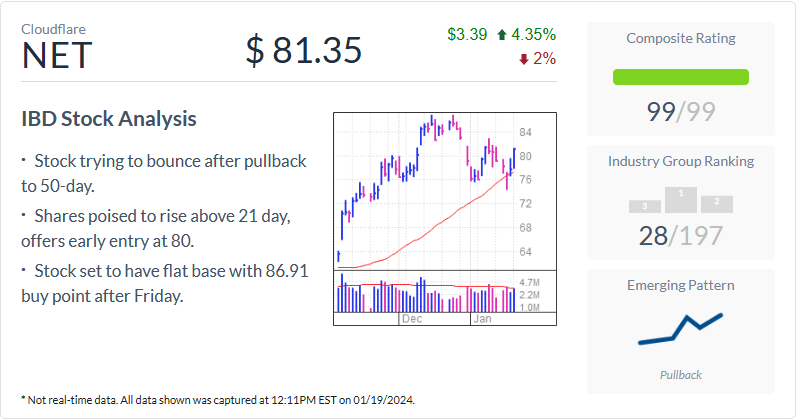 Cloudflare
NET
$ 81.35
$3.39 4.35%
2%
IBD Stock Analysis
· Stock trying to bounce after pullback
to 50-day.
· Shares poised to rise above 21 day,
offers early entry at 80.
· Stock set to have flat base with 86.91
buy point after Friday.
84
80
76
72
68
64
4.7M
2.2M
1.0M
Dec Jan
Composite Rating
99/99
Industry Group Ranking
3 1 2
28/197
Emerging Pattern
Pullback
* Not real-time data. All data shown was captured at 12:11PM EST on 01/19/2024.